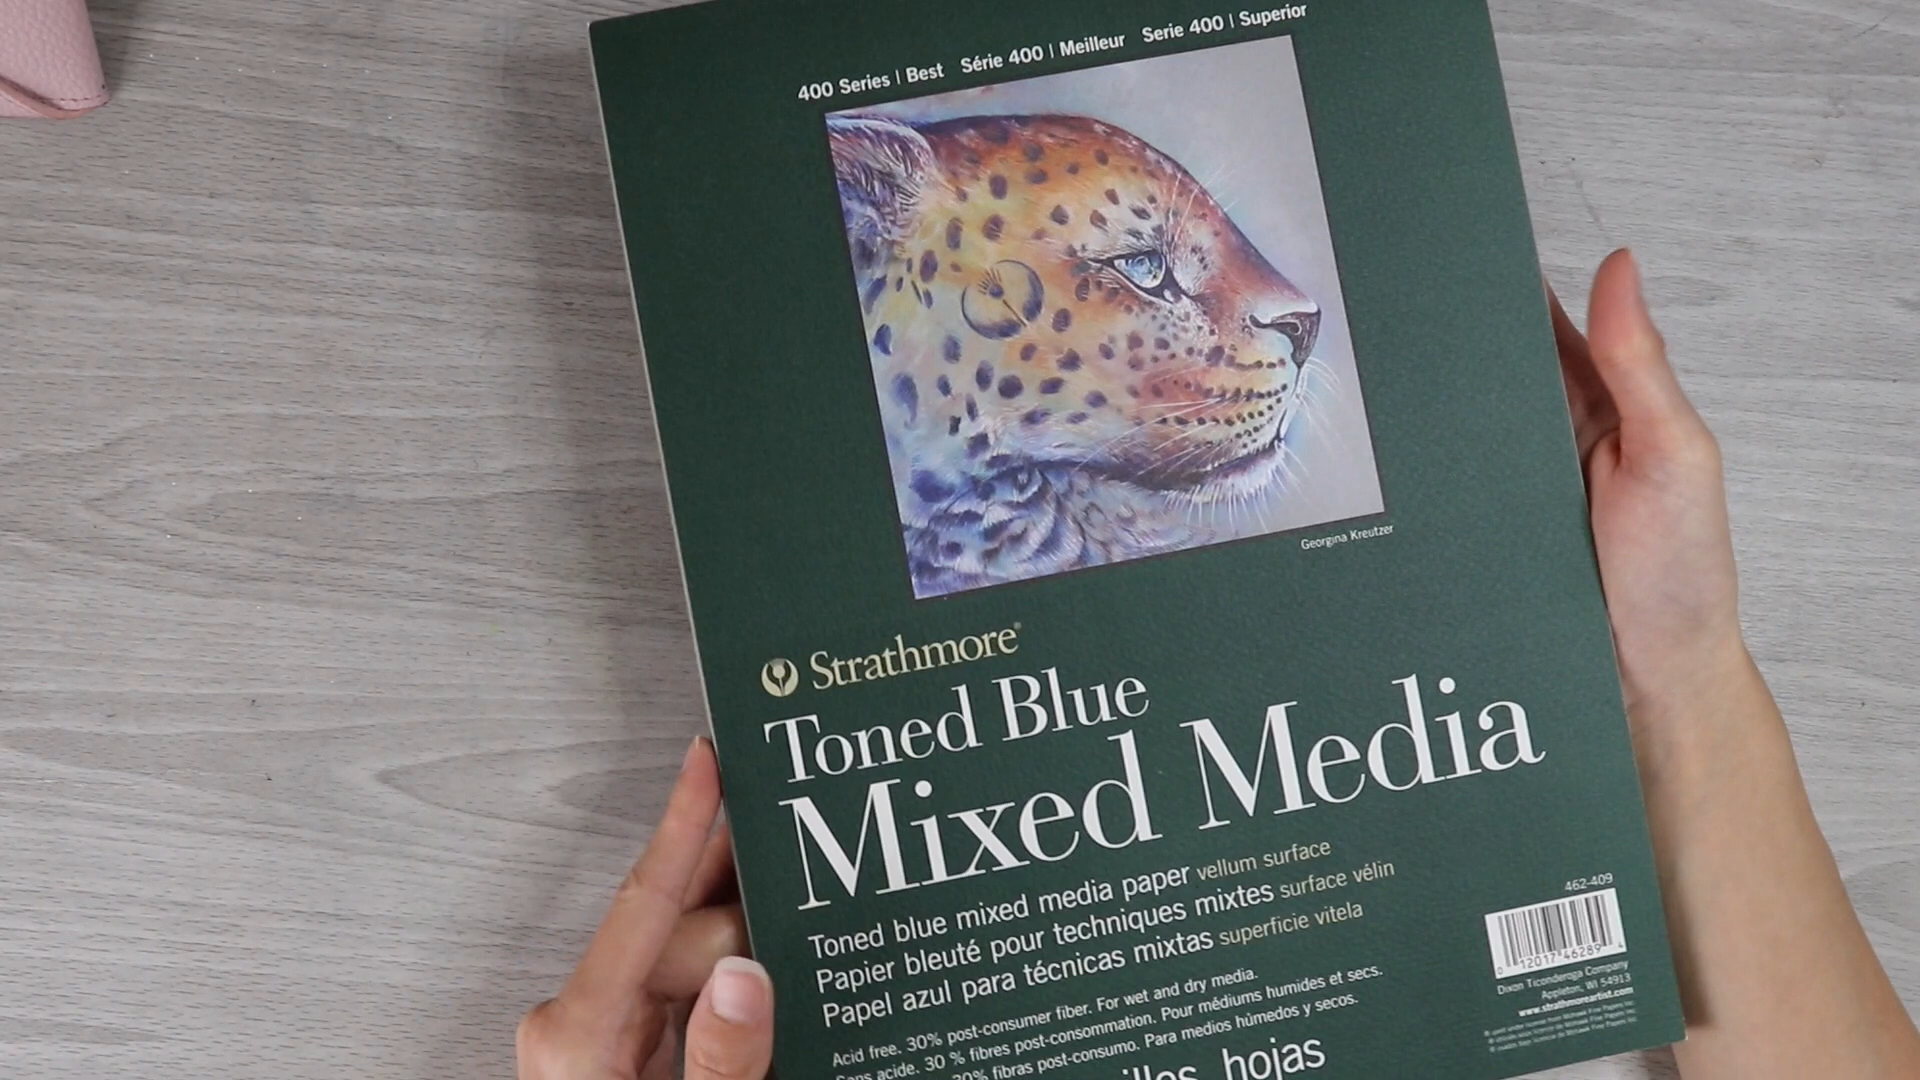 400 Series | Best Série 400 | Meilleur Serie 400 | Superior
Georgina Kreutzer
Strathmore®
Toned Blue
Mixed Media
Toned blue mixed media paper vellum surface
Papier bleuté pour techniques mixtes surface vélin
Papel azul para técnicas mixtas superficie vitela
Acid free. 30% post-consumer fiber. For wet and dry media.
Sans acide. 30 % fibres post-consommation. Pour médiums humides et secs.
30% fibras post-consumo. Para medios húmedos y secos.
hojas
462-409
0 12017 46289 4
Dixon Ticonderoga Company
Appleton, WI 54913
www.strathmoreartist.com